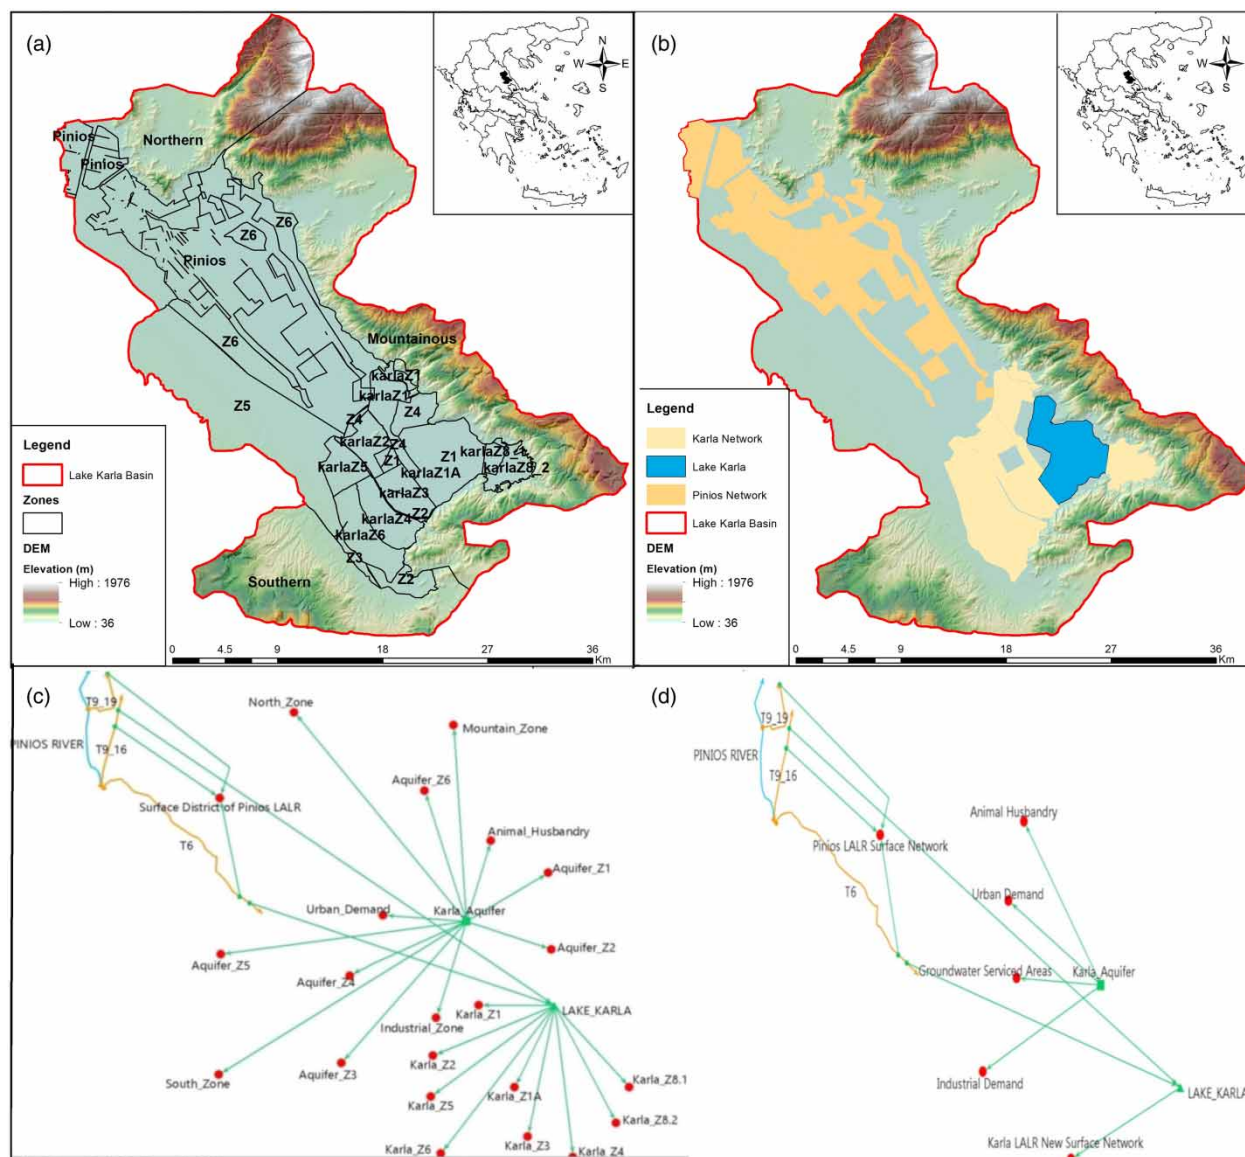 (a)
N
W E
S
Pinios
Northern
Pinios
Z6
Z6
Pinios
Z6
Mountainous
karlaZ1
karlaZ1
Z4
Z5
Z4
karlaZ2
Z4
Z1
Z1
karlaZ8_1
karlaZ5
karlaZ1A
karlaZ8_2
karlaZ3
karlaZ4
Z2
karlaZ6
Z3
Southern
Z2
Legend
Lake Karla Basin
Zones
DEM
Elevation (m)
High : 1976
Low : 36
0 4.5 9 18 27 36
Km
(b)
N
W E
S
Legend
Karla Network
Lake Karla
Pinios Network
Lake Karla Basin
DEM
Elevation (m)
High : 1976
Low : 36
0 4.5 9 18 27 36
Km
(c)
T9_19
North_Zone
Mountain_Zone
PINIOS RIVER
T9_16
Aquifer_Z6
Surface District of Pinios LALR
Animal_Husbandry
T6
Aquifer_Z1
Urban_Demand
Karla_Aquifer
Aquifer_Z2
Aquifer_Z5
Aquifer_Z4
Karla_Z1
LAKE_KARLA
Industrial_Zone
Karla_Z2
Aquifer_Z3
South_Zone
Karla_Z8.1
Karla_Z1A
Karla_Z5
Karla_Z8.2
Karla_Z3
Karla_Z6
Karla_Z4
(d)
T9_19
PINIOS RIVER
T9_16
Animal Husbandry
Pinios LALR Surface Network
T6
Urban Demand
Groundwater Serviced Areas
Karla_Aquifer
Industrial Demand
LAKE_KARLA
Karla LALR New Surface Network